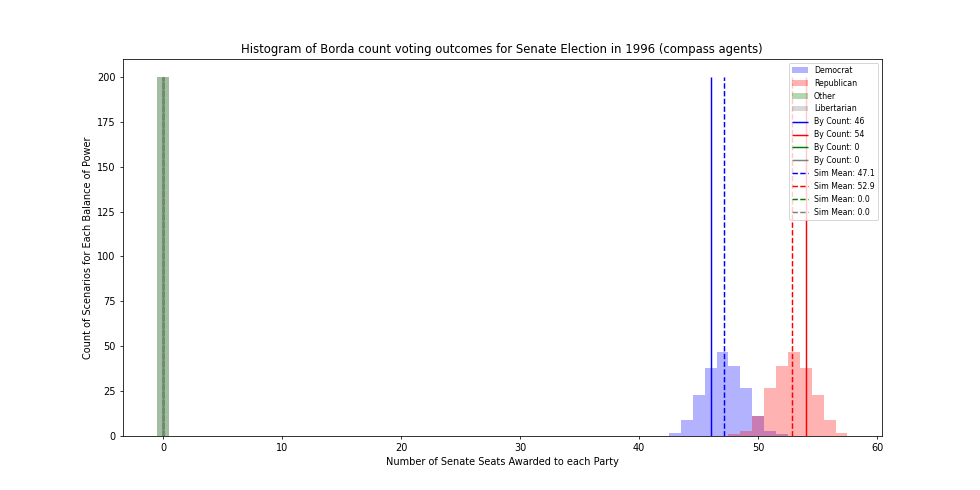 Histogram of Borda count voting outcomes for Senate Election in 1996 (compass agents)
Democrat
Republican
Other
Libertarian
By Count: 46
By Count: 54
By Count: 0
By Count: 0
Sim Mean: 47.1
Sim Mean: 52.9
Sim Mean: 0.0
Sim Mean: 0.0
Count of Scenarios for Each Balance of Power
200
175
150
125
100
75
50
25
0
0 10 20 30 40 50 60
Number of Senate Seats Awarded to each Party